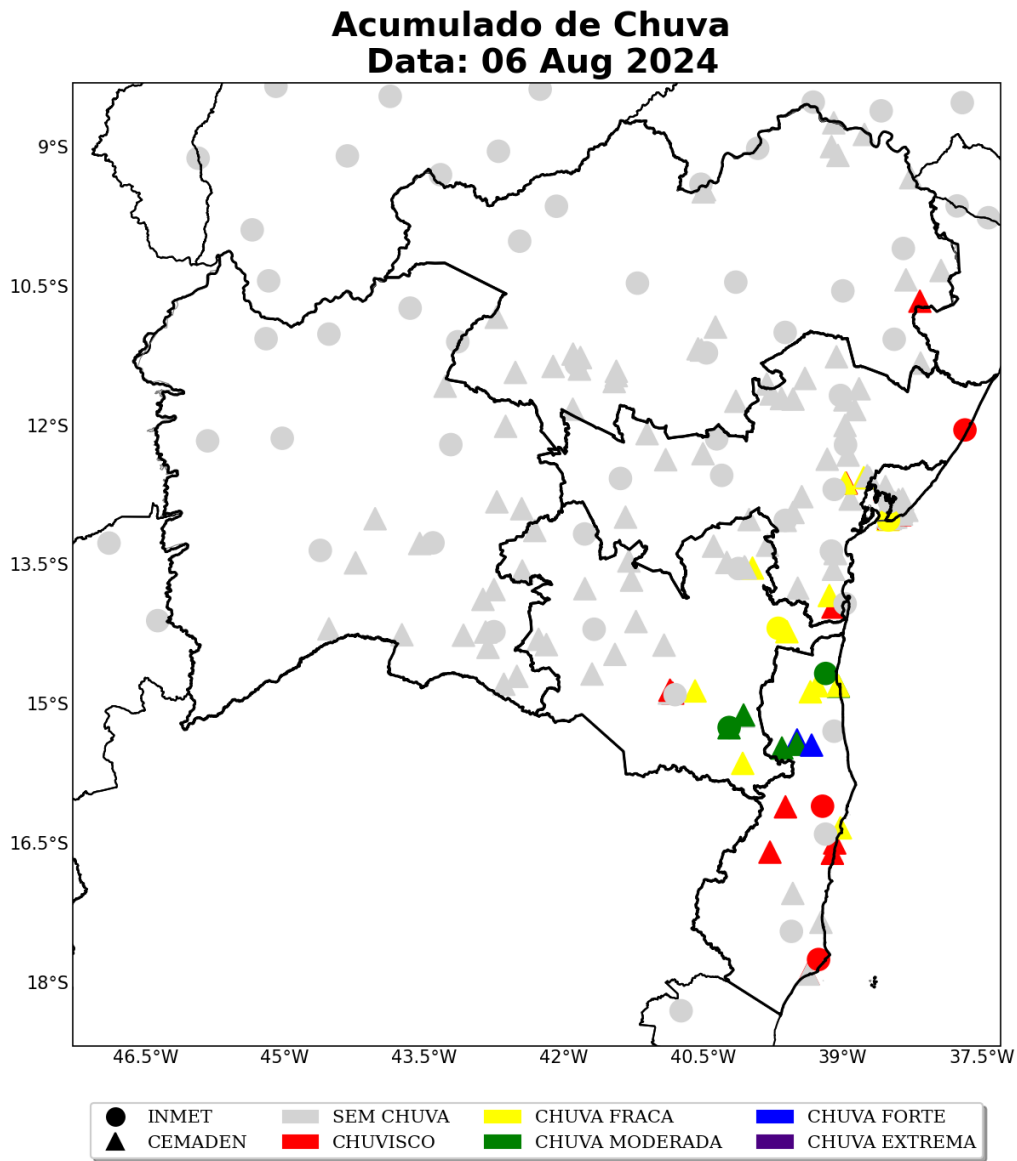 Acumulado de Chuva
Data: 06 Aug 2024
9°S
10.5°S
12°S
13.5°S
15°S
16.5°S
18°S
46.5°W 45°W 43.5°W 42°W 40.5°W 39°W 37.5°W
INMET SEM CHUVA CHUVA FRACA CHUVA FORTE
CEMADEN CHUVISCO CHUVA MODERADA CHUVA EXTREMA